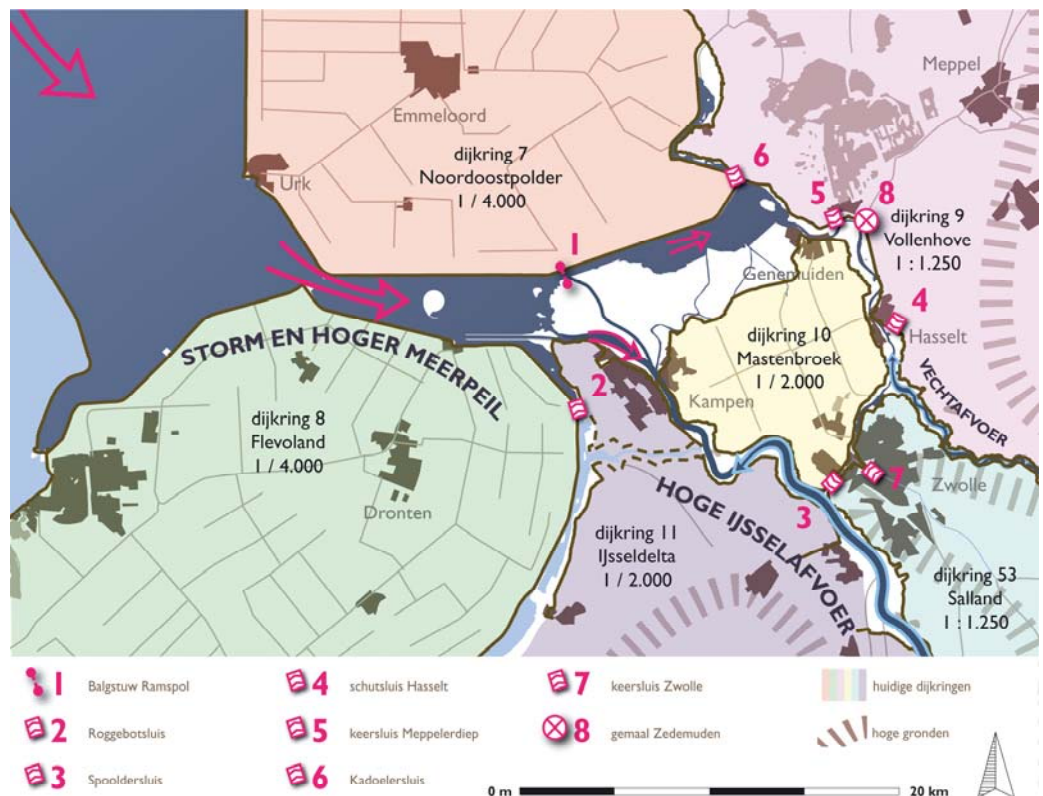 Meppel
Emmeloord
dijkring 7
Noordoostpolder
1 / 4.000
6
Urk
5
8
dijkring 9
Vollenhove
1 : 1.250
1
Genemuiden
4
Hasselt
STORM EN HOGER MEERPEIL
dijkring 10
Mastenbroek
1 / 2.000
VECHTAFVOER
2
Kampen
dijkring 8
Flevoland
1 / 4.000
7
Zwolle
Dronten
3
HOGE IJSSELAFVOER
dijkring 11
IJsseldelta
1 / 2.000
dijkring 53
Salland
1 : 1.250
1 Balgstuw Ramspol
4 schutsluis Hasselt
7 keersluis Zwolle
huidige dijkringen
2 Roggebotsluis
5 keersluis Meppelerdiep
8 gemaal Zedemuden
hoge gronden
3 Spooldersluis
6 Kadoelersluis
0 m
20 km